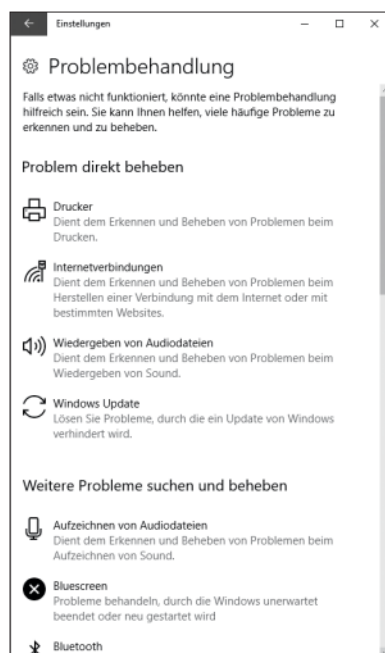 Einstellungen
Problembehandlung
Falls etwas nicht funktioniert, könnte eine Problembehandlung
hilfreich sein. Sie kann Ihnen helfen, viele häufige Probleme zu
erkennen und zu beheben.
Problem direkt beheben
Drucker
Dient dem Erkennen und Beheben von Problemen beim
Drucken.
Internetverbindungen
Dient dem Erkennen und Beheben von Problemen beim
Herstellen einer Verbindung mit dem Internet oder mit
bestimmten Websites.
Wiedergeben von Audiodateien
Dient dem Erkennen und Beheben von Problemen beim
Wiedergeben von Sound.
Windows Update
Lösen Sie Probleme, durch die ein Update von Windows
verhindert wird.
Weitere Probleme suchen und beheben
Aufzeichnen von Audiodateien
Dient dem Erkennen und Beheben von Problemen beim
Aufzeichnen von Sound.
Bluescreen
Probleme behandeln, durch die Windows unerwartet
beendet oder neu gestartet wird
Bluetooth